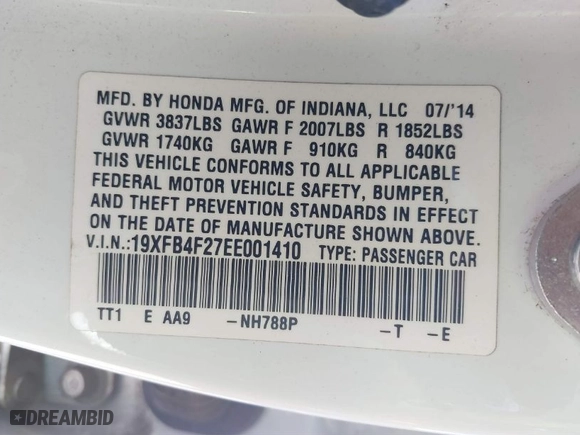 MFD. BY HONDA MFG. OF INDIANA, LLC 07/'14
GVWR 3837LBS GAWR F 2007LBS R 1852LBS
GVWR 1740KG GAWR F 910KG R 840KG
THIS VEHICLE CONFORMS TO ALL APPLICABLE
FEDERAL MOTOR VEHICLE SAFETY, BUMPER,
AND THEFT PREVENTION STANDARDS IN EFFECT
ON THE DATE OF MANUFACTURE SHOWN ABOVE.
V.I.N.:19XFB4F27EE001410 TYPE: PASSENGER CAR
TT1 E AA9 -NH788P -T -E
DREAMBID